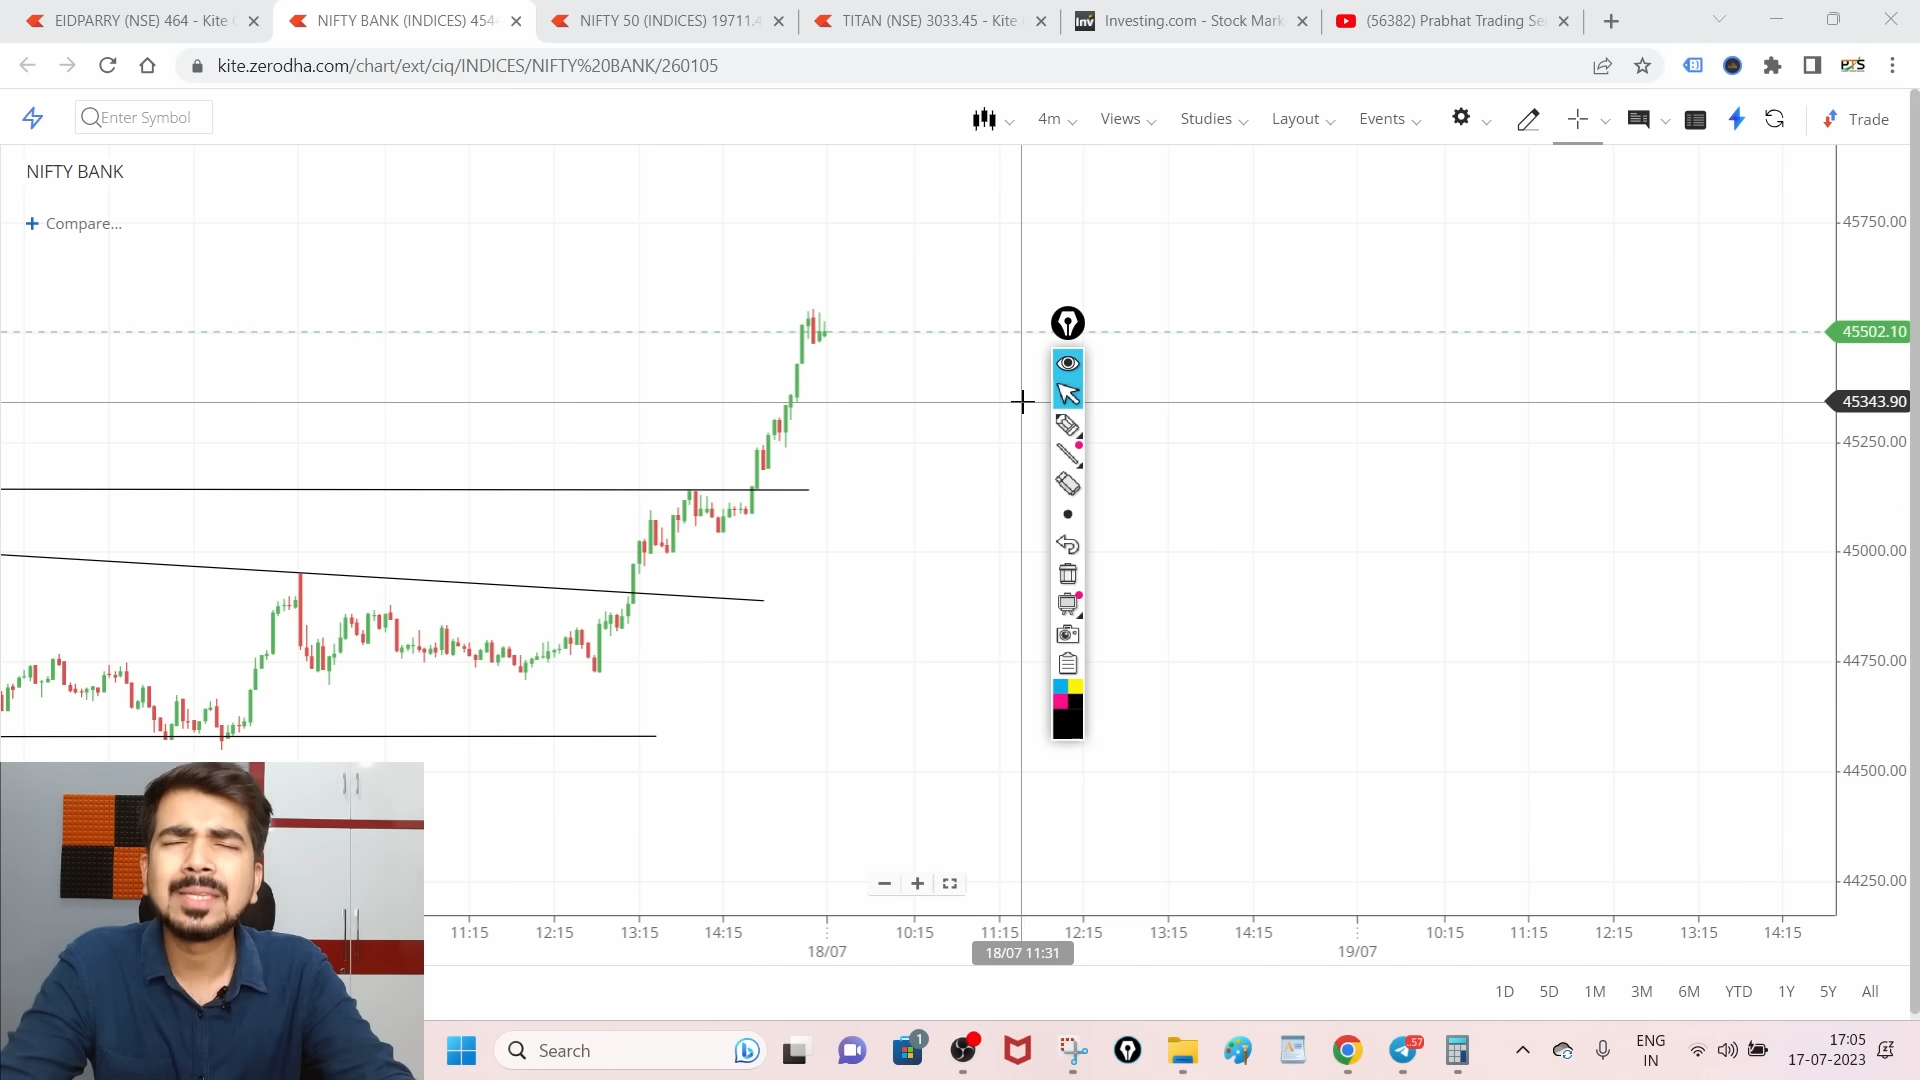 EIDPARRY (NSE) 464 - Kite
NIFTY BANK (INDICES) 454
NIFTY 50 (INDICES) 19711.4
TITAN (NSE) 3033.45 - Kite
Inv
Investing.com - Stock Mark
(56382) Prabhat Trading Se
kite.zerodha.com/chart/ext/ciq/INDICES/NIFTY%20BANK/260105
PTS
Enter Symbol
4m
Views
Studies
Layout
Events
Trade
NIFTY BANK
Compare...
45750.00
45502.10
45343.90
45250.00
45000.00
44750.00
44500.00
44250.00
11:15
12:15
13:15
14:15
18/07
10:15
11:15
12:15
13:15
14:15
19/07
10:15
11:15
12:15
13:15
14:15
18/07 11:31
1D
5D
1M
3M
6M
YTD
1Y
5Y
All
Search
1
57
ENG
IN
17:05
17-07-2023